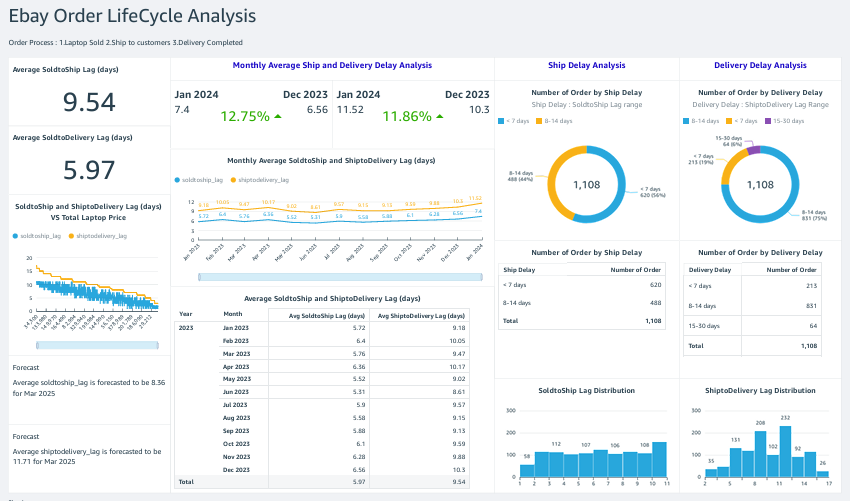 Ebay Order LifeCycle Analysis
Order Process : 1.Laptop Sold 2.Ship to customers 3.Delivery Completed
Average SoldtoShip Lag (days)
9.54
Average SoldtoDelivery Lag (days)
5.97
SoldtoShip and ShiptoDelivery Lag (days)
VS Total Laptop Price
soldtoship_lag shiptodelivery_lag
20
15
10
5
0
Forecast
Average soldtoship_lag is forecasted to be 8.36
for Mar 2025
Forecast
Average shiptodelivery_lag is forecasted to be
11.71 for Mar 2025
Monthly Average Ship and Delivery Delay Analysis
Jan 2024 Dec 2023
7.4 12.75% 6.56
Jan 2024 Dec 2023
11.52 11.86% 10.3
Monthly Average SoldtoShip and ShiptoDelivery Lag (days)
soldtoship_lag shiptodelivery_lag
12
9
6
3
0
9.18 10.05 9.47 10.17 9.02 8.61 9.57 9.15 9.13 9.59 9.88 10.3 11.52
5.72 6.4 5.76 6.36 5.52 5.31 5.9 5.58 5.88 6.1 6.28 6.56 7.4
Jan 2023 Feb 2023 Mar 2023 Apr 2023 May 2023 Jun 2023 Jul 2023 Aug 2023 Sep 2023 Oct 2023 Nov 2023 Dec 2023 Jan 2024
Average SoldtoShip and ShiptoDelivery Lag (days)
Year Month Avg SoldtoShip Lag (days) Avg ShiptoDelivery Lag (days)
2023 Jan 2023 5.72 9.18
Feb 2023 6.4 10.05
Mar 2023 5.76 9.47
Apr 2023 6.36 10.17
May 2023 5.52 9.02
Jun 2023 5.31 8.61
Jul 2023 5.9 9.57
Aug 2023 5.58 9.15
Sep 2023 5.88 9.13
Oct 2023 6.1 9.59
Nov 2023 6.28 9.88
Dec 2023 6.56 10.3
Total 5.97 9.54
Ship Delay Analysis
Number of Order by Ship Delay
Ship Delay : SoldtoShip Lag range
< 7 days 8-14 days
8-14 days
488 (44%)
1,108
< 7 days
620 (56%)
Number of Order by Ship Delay
Ship Delay Number of Order
< 7 days 620
8-14 days 488
Total 1,108
SoldtoShip Lag Distribution
300
200
100
0
58 112 107 106 108
1 2 3 4 5 6 7 8 10 11
Delivery Delay Analysis
Number of Order by Delivery Delay
Delivery Delay : ShiptoDelivery Lag Range
8-14 days < 7 days 15-30 days
15-30 days
64 (6%)
< 7 days
213 (19%)
1,108
8-14 days
831 (75%)
Number of Order by Delivery Delay
Delivery Delay Number of Order
< 7 days 213
8-14 days 831
15-30 days 64
Total 1,108
ShiptoDelivery Lag Distribution
300
200
100
0
35 131 208 102 232 92 26
2 5 8 11 14 17